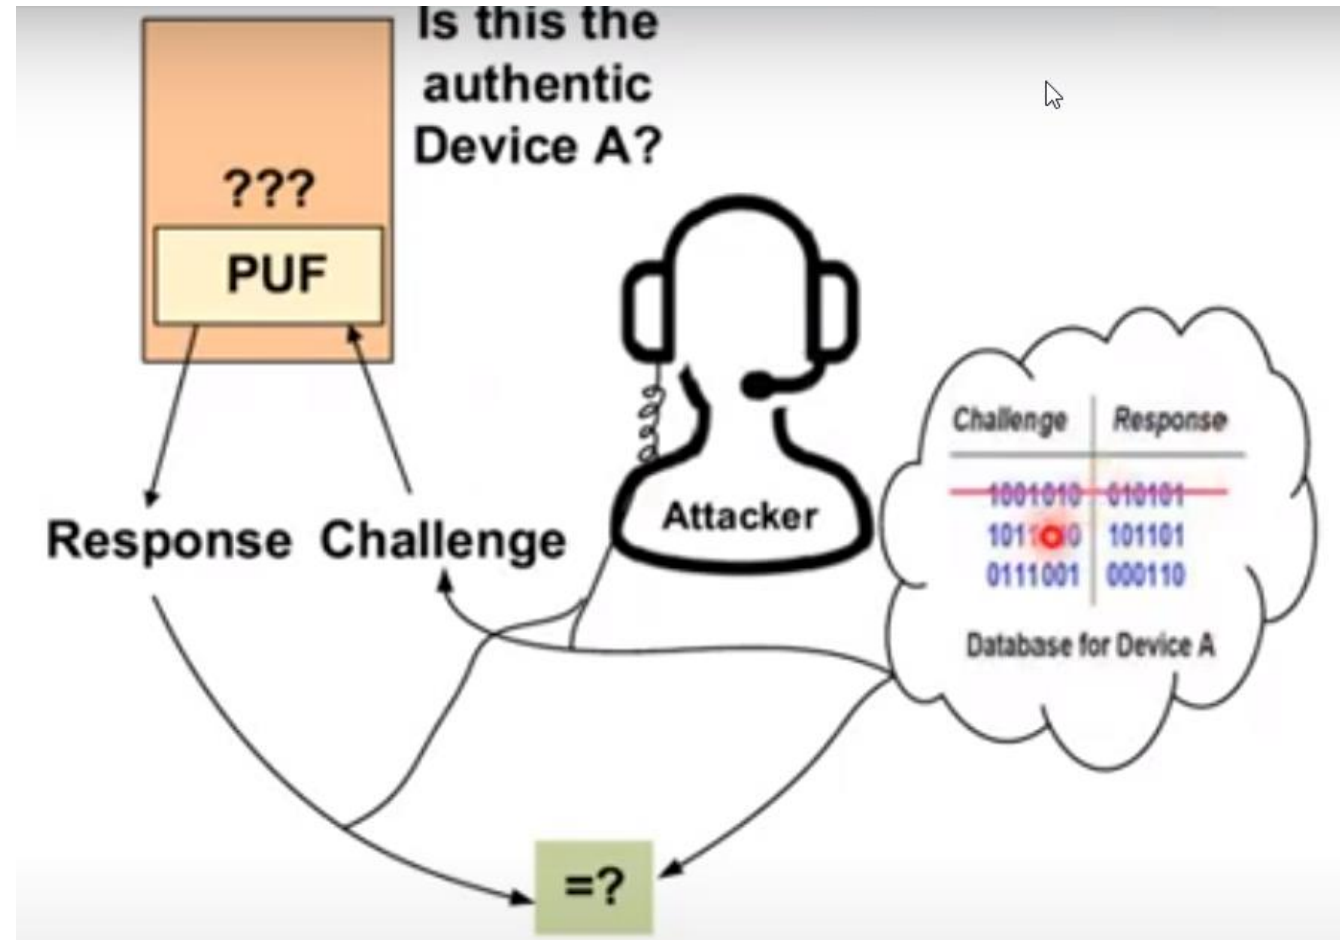 Is this the
authentic
Device A?
???
PUF
Response Challenge
Attacker
Challenge Response
1001010 010101
101101
0111001 000110
Database for Device A
=?